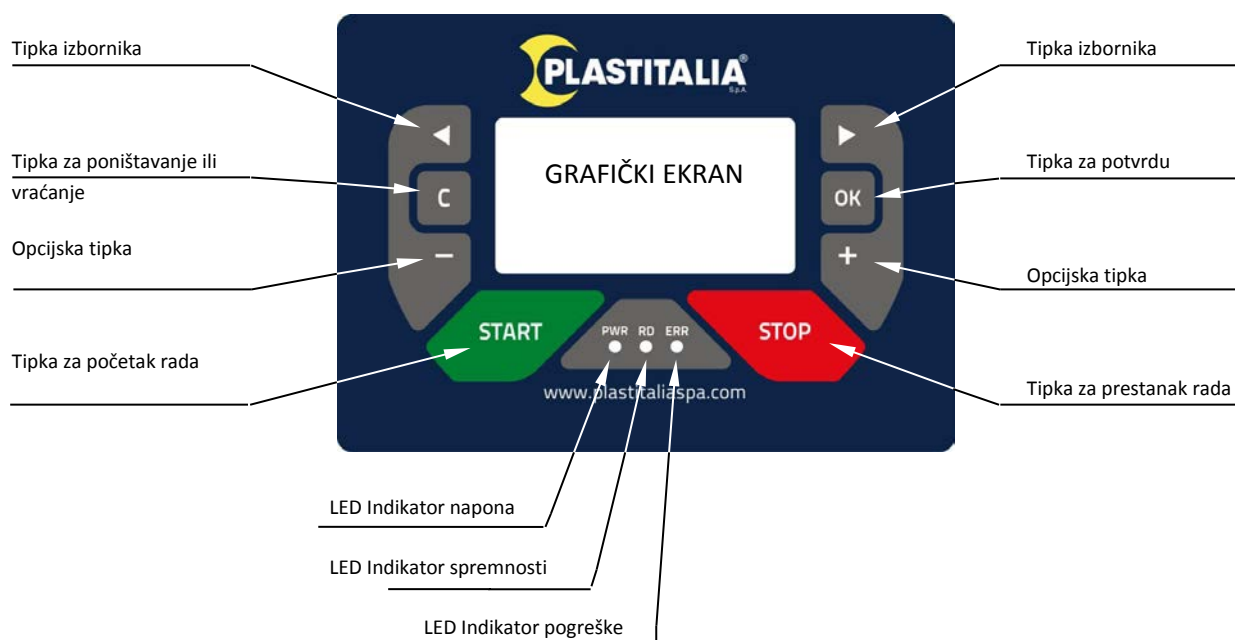 Tipka izbornika
Tipka za poništavanje ili
vraćanje
Opcijska tipka
Tipka za početak rada
PLASTITALIA®
S.p.A.
◀
C
−
GRAFIČKI EKRAN
▶
OK
+
START
PWR RD ERR
STOP
www.plastitaliaspa.com
Tipka izbornika
Tipka za potvrdu
Opcijska tipka
Tipka za prestanak rada
LED Indikator napona
LED Indikator spremnosti
LED Indikator pogreške